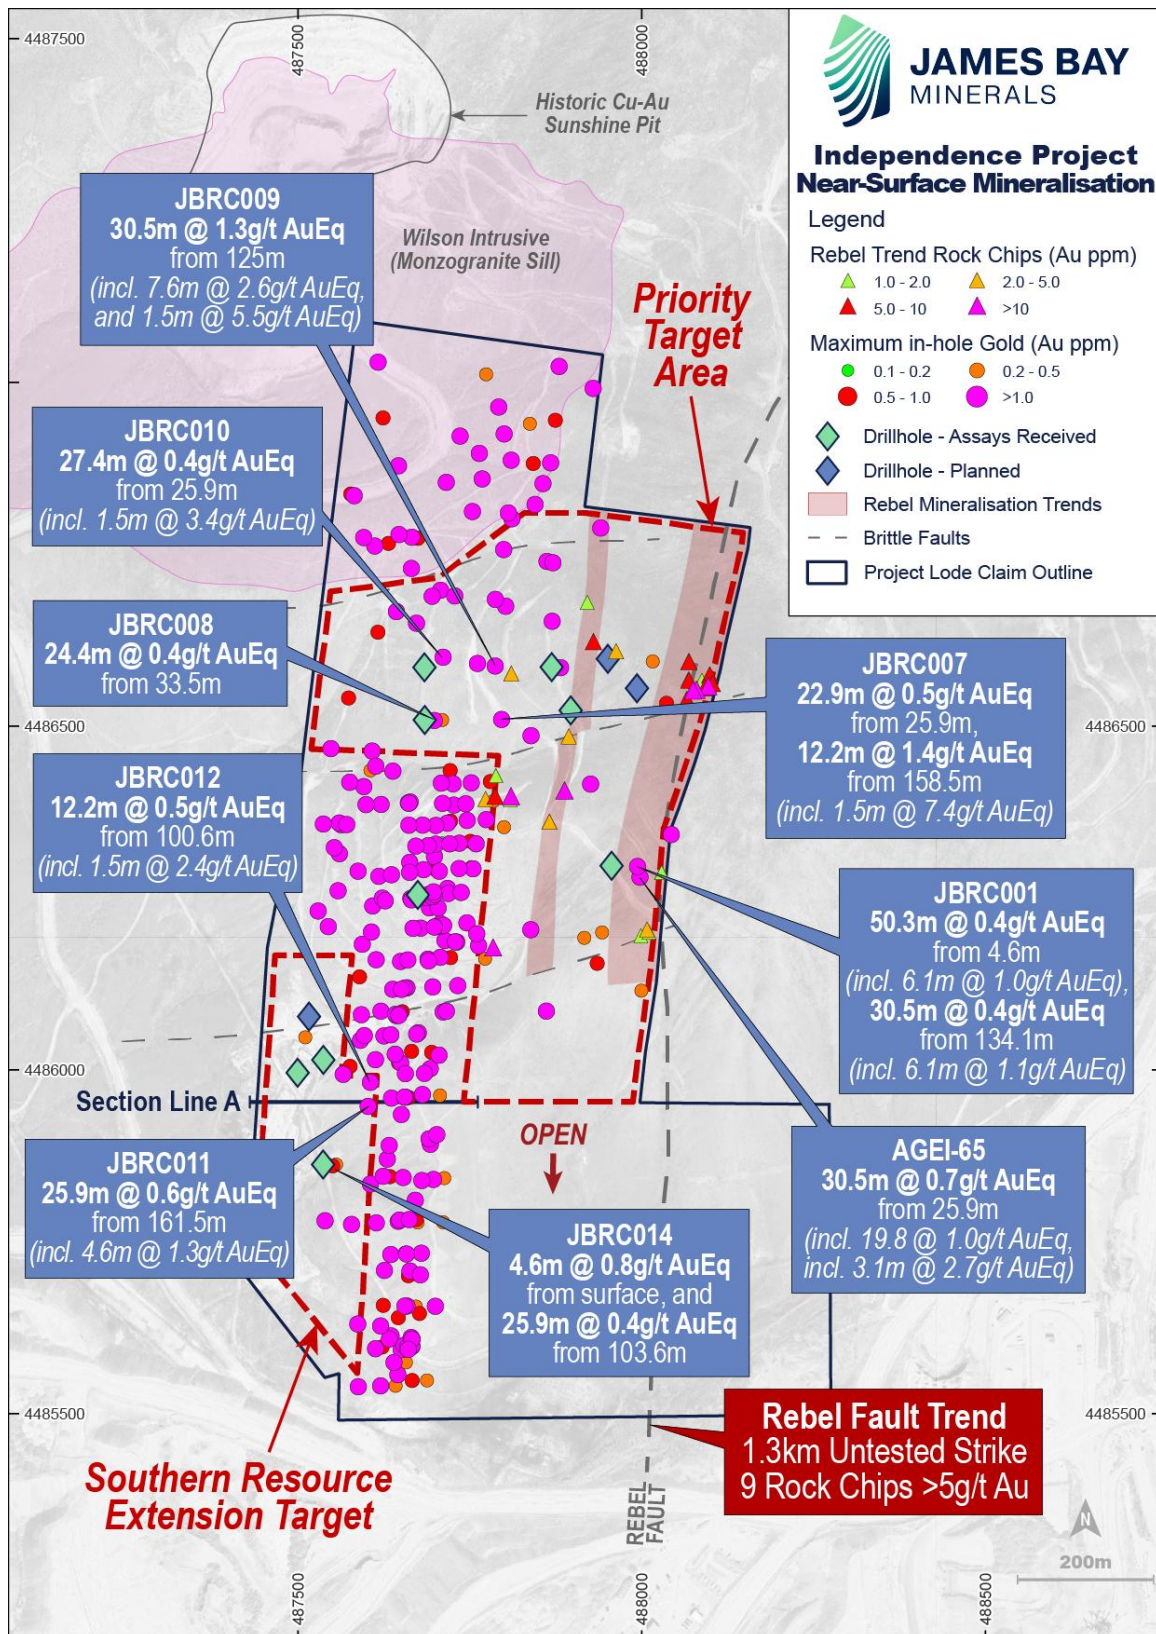 4487500
487500
488000
Historic Cu-Au
Sunshine Pit
JAMES BAY
MINERALS
Independence Project
Near-Surface Mineralisation
Legend
Rebel Trend Rock Chips (Au ppm)
1.0 - 2.0
2.0 - 5.0
5.0 - 10
>10
Maximum in-hole Gold (Au ppm)
0.1 - 0.2
0.2 - 0.5
0.5 - 1.0
>1.0
Drillhole - Assays Received
Drillhole - Planned
Rebel Mineralisation Trends
Brittle Faults
Project Lode Claim Outline
JBRC009
30.5m @ 1.3g/t AuEq
from 125m
(incl. 7.6m @ 2.6g/t AuEq,
and 1.5m @ 5.5g/t AuEq)
Wilson Intrusive
(Monzogranite Sill)
Priority
Target
Area
JBRC010
27.4m @ 0.4g/t AuEq
from 25.9m
(incl. 1.5m @ 3.4g/t AuEq)
JBRC008
24.4m @ 0.4g/t AuEq
from 33.5m
JBRC007
22.9m @ 0.5g/t AuEq
from 25.9m,
12.2m @ 1.4g/t AuEq
from 158.5m
(incl. 1.5m @ 7.4g/t AuEq)
4486500
4486500
JBRC012
12.2m @ 0.5g/t AuEq
from 100.6m
(incl. 1.5m @ 2.4g/t AuEq)
JBRC001
50.3m @ 0.4g/t AuEq
from 4.6m
(incl. 6.1m @ 1.0g/t AuEq),
30.5m @ 0.4g/t AuEq
from 134.1m
(incl. 6.1m @ 1.1g/t AuEq)
4486000
Section Line A
OPEN
AGEI-65
30.5m @ 0.7g/t AuEq
from 25.9m
(incl. 19.8 @ 1.0g/t AuEq,
incl. 3.1m @ 2.7g/t AuEq)
JBRC011
25.9m @ 0.6g/t AuEq
from 161.5m
(incl. 4.6m @ 1.3g/t AuEq)
JBRC014
4.6m @ 0.8g/t AuEq
from surface, and
25.9m @ 0.4g/t AuEq
from 103.6m
4485500
4485500
Rebel Fault Trend
1.3km Untested Strike
9 Rock Chips >5g/t Au
Southern Resource
Extension Target
REBEL
FAULT
N
200m
487500
488000
488500